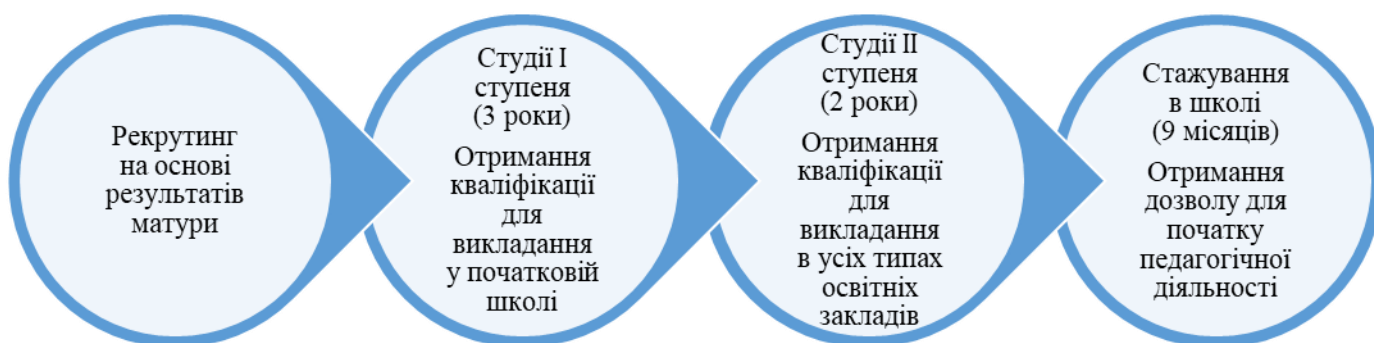 Рекрутинг
на основі
результатів
матури
Студії І
ступеня
(3 роки)
Отримання
кваліфікації
для
викладання
у початковій
школі
Студії ІІ
ступеня
(2 роки)
Отримання
кваліфікації
для
викладання
в усіх типах
освітніх
закладів
Стажування
в школі
(9 місяців)
Отримання
дозволу для
початку
педагогічної
діяльності